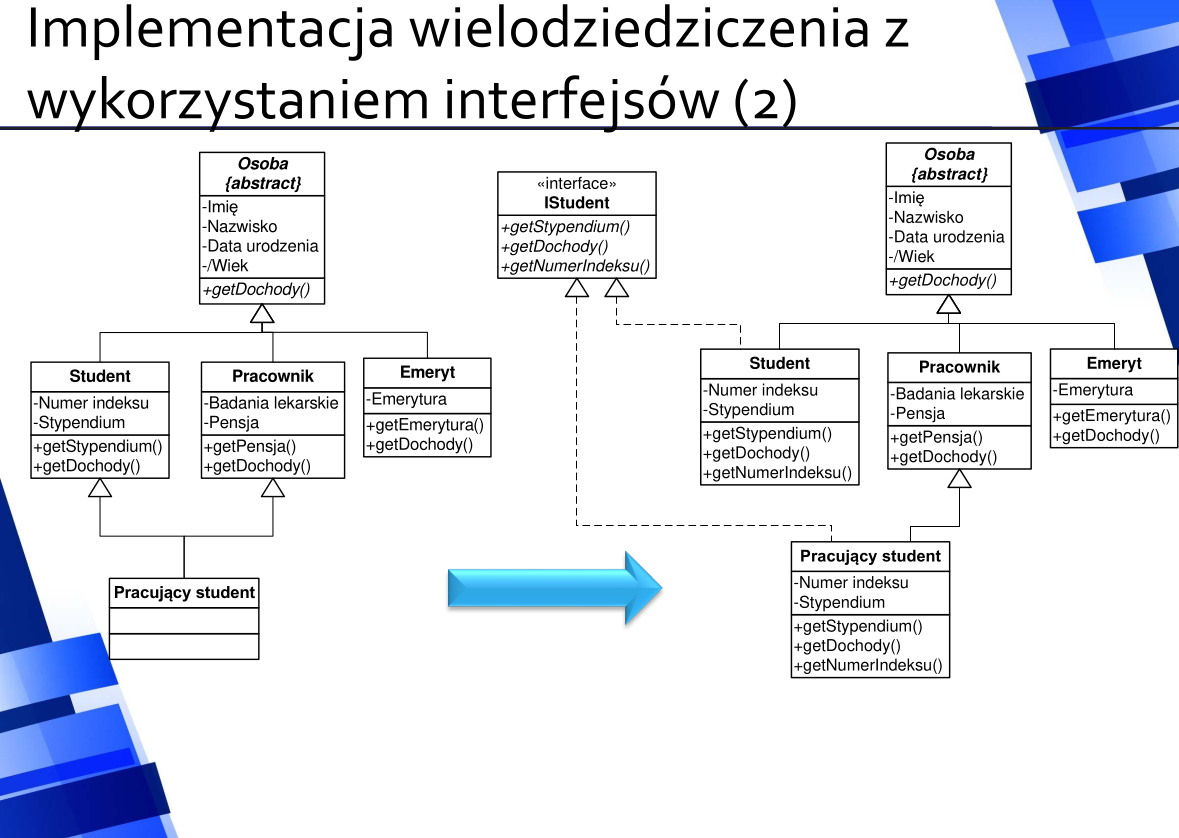 Implementacja wielodziedziczenia z
wykorzystaniem interfejsów (2)
Osoba
{abstract}
-Imię
-Nazwisko
-Data urodzenia
-/Wiek
+getDochody()
Student
-Numer indeksu
-Stypendium
+getStypendium()
+getDochody()
Pracownik
-Badania lekarskie
-Pensja
+getPensja()
+getDochody()
Emeryt
-Emerytura
+getEmerytura()
+getDochody()
Pracujący student
«interface»
IStudent
+getStypendium()
+getDochody()
+getNumerIndeksu()
Osoba
{abstract}
-Imię
-Nazwisko
-Data urodzenia
-/Wiek
+getDochody()
Student
-Numer indeksu
-Stypendium
+getStypendium()
+getDochody()
+getNumerIndeksu()
Pracownik
-Badania lekarskie
-Pensja
+getPensja()
+getDochody()
Emeryt
-Emerytura
+getEmerytura()
+getDochody()
Pracujący student
-Numer indeksu
-Stypendium
+getStypendium()
+getDochody()
+getNumerIndeksu()